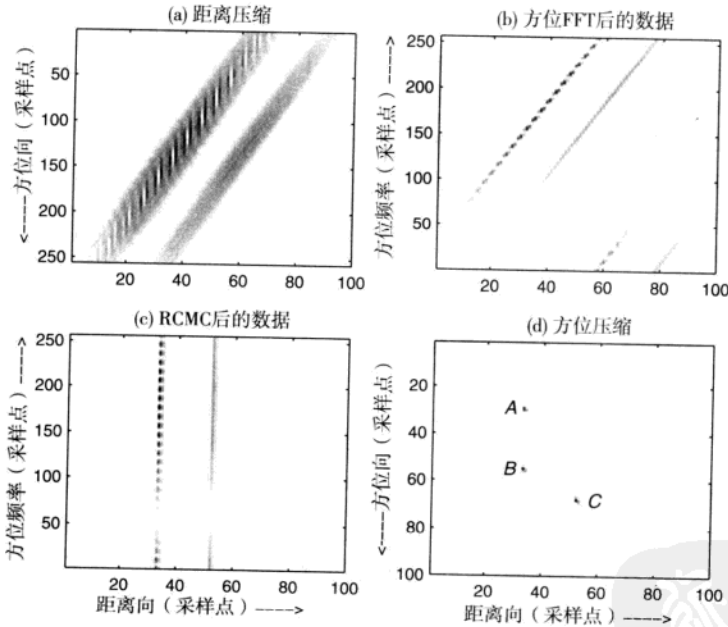 (a) 距离压缩
50
100
150
200
250
20 40 60 80 100
<----方位向（采样点）
(b) 方位FFT后的数据
250
200
150
100
50
20 40 60 80 100
方位频率（采样点）---->
(c) RCMC后的数据
250
200
150
100
50
20 40 60 80 100
方位频率（采样点）---->
距离向（采样点）---->
(d) 方位压缩
20
40
60
80
100
20 40 60 80 100
<----方位向（采样点）
A
B
C
距离向（采样点）---->